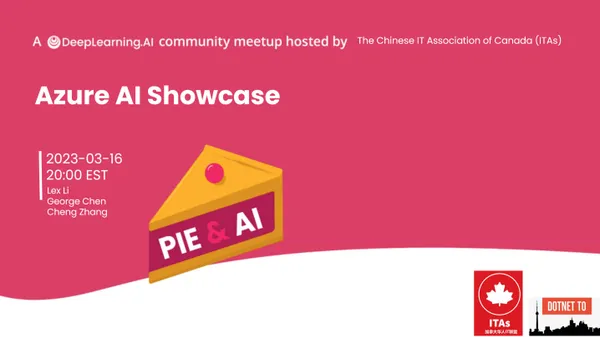 A DeepLearning.AI community meetup hosted by The Chinese IT Association of Canada (ITAs)
Azure AI Showcase
2023-03-16
20:00 EST
Lex Li
George Chen
Cheng Zhang
PIE & AI
ITAs
DOTNET TO